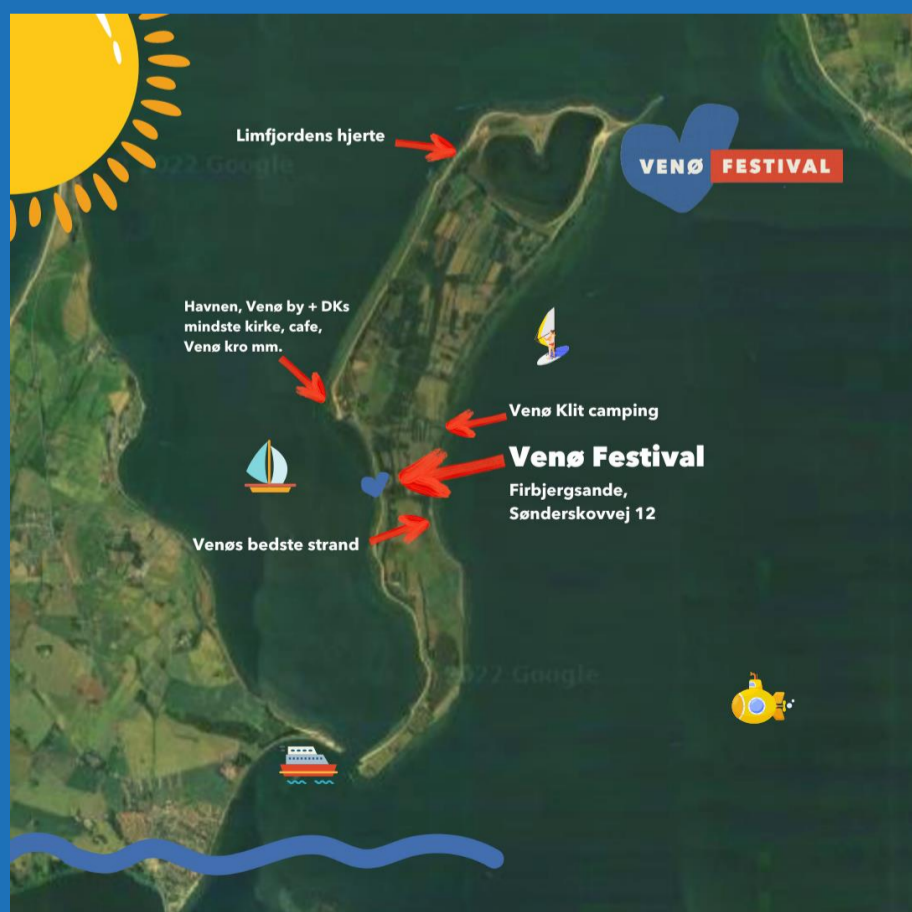 2022 Google
Limfjordens hjerte
VENØ FESTIVAL
Havnen, Venø by + DKs
mindste kirke, cafe,
Venø kro mm.
Venø Klit camping
Venø Festival
Firbjergsande,
Sønderskovvej 12
Venøs bedste strand
2022 Google